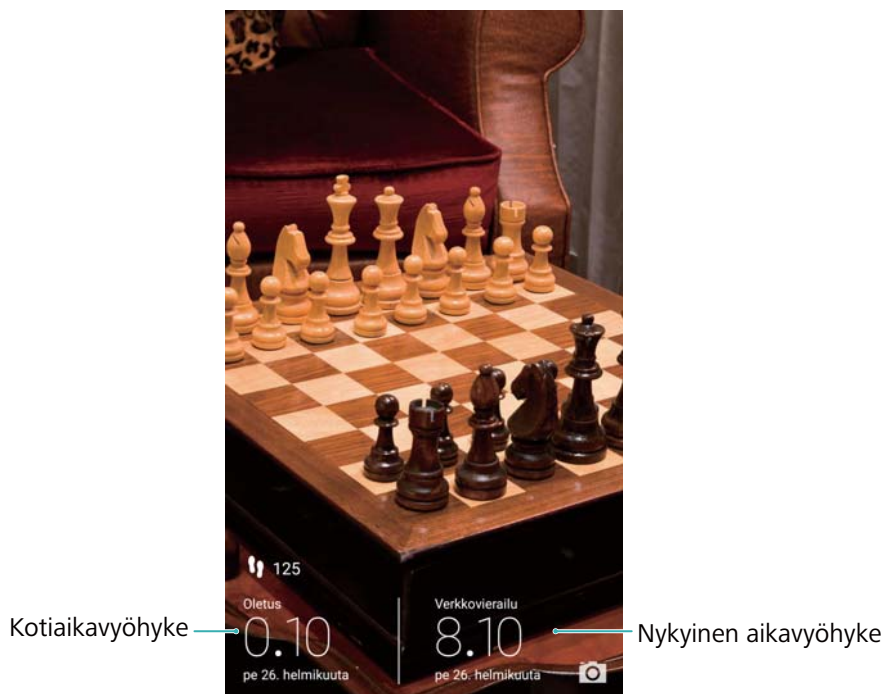 125
Oletus
0.10
pe 26. helmikuuta
Verkkovierailu
8.10
pe 26. helmikuuta
Kotiaikavyöhyke
Nykyinen aikavyöhyke